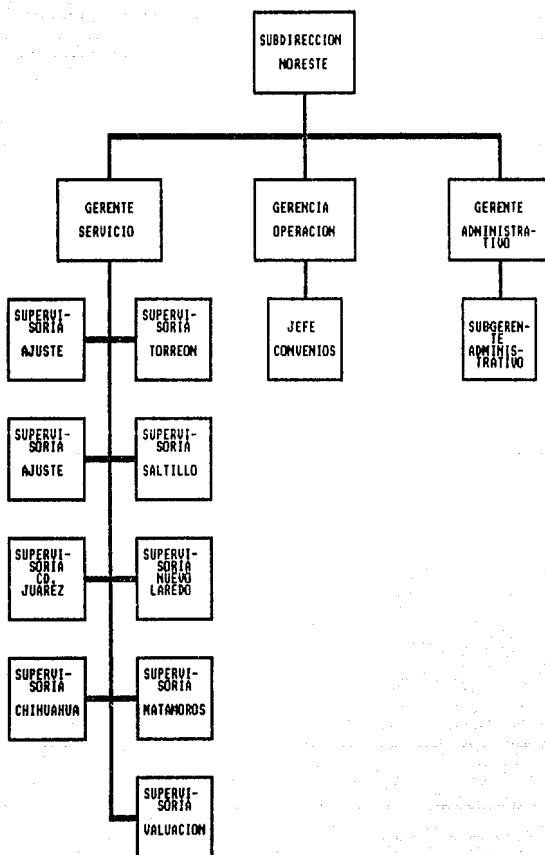 SUBDIRECCION
NORESTE
GERENTE
SERVICIO
GERENCIA
OPERACION
GERENTE
ADMINISTRA-
TIVO
SUPERVI-
SORIA
AJUSTE
SUPERVI-
SORIA
TORREON
JEFE
CONVENIOS
SUBGEREN-
TE
ADMINIS-
TRATIVO
SUPERVI-
SORIA
AJUSTE
SUPERVI-
SORIA
SALTILLO
SUPERVI-
SORIA
CD.
JUAREZ
SUPERVI-
SORIA
NUEVO
LAREDO
SUPERVI-
SORIA
CHIHUAHUA
SUPERVI-
SORIA
MATAMOROS
SUPERVI-
SORIA
VALUACION